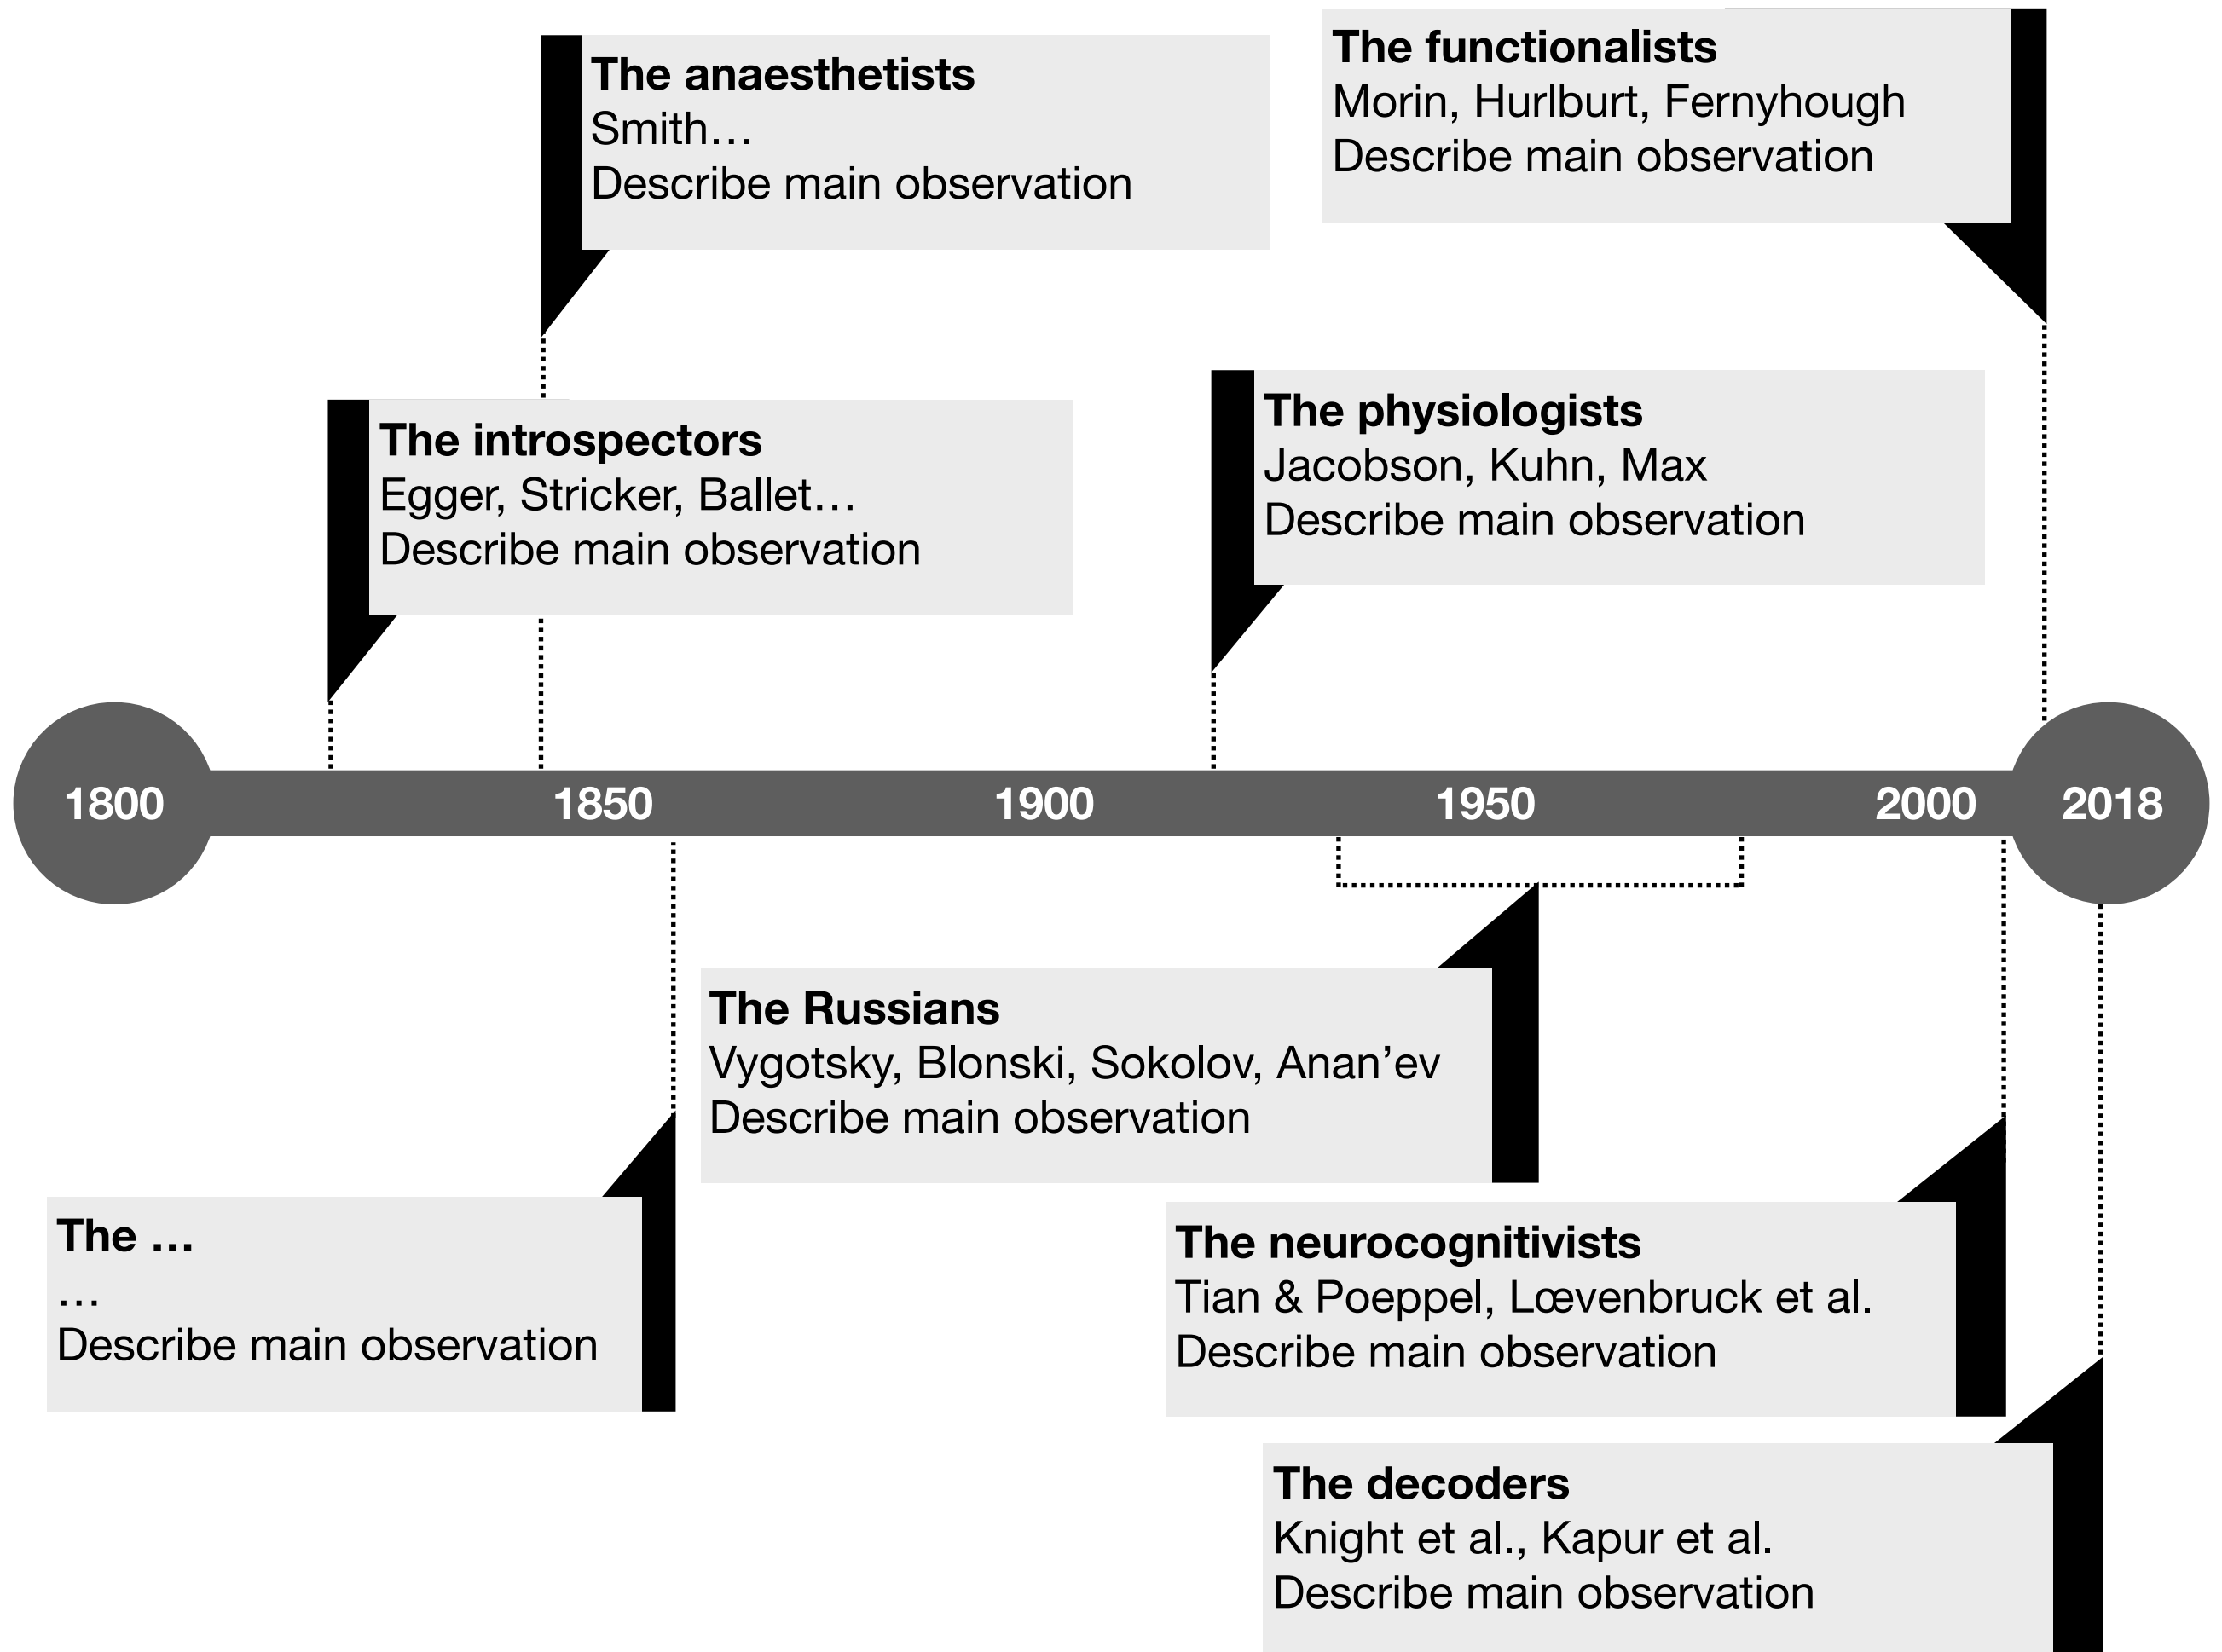 The functionalists
Morin, Hurlburt, Fernyhough
Describe main observation
The anaesthetists
Smith…
Describe main observation
The physiologists
Jacobson, Kuhn, Max
Describe main observation
The introspectors
Egger, Stricker, Ballet…
Describe main observation
1800 1850 1900 1950 2000 2018
The Russians
Vygotsky, Blonski, Sokolov, Anan’ev
Describe main observation
The …
…
Describe main observation
The neurocognitivists
Tian & Poeppel, Lœvenbruck et al.
Describe main observation
The decoders
Knight et al., Kapur et al.
Describe main observation